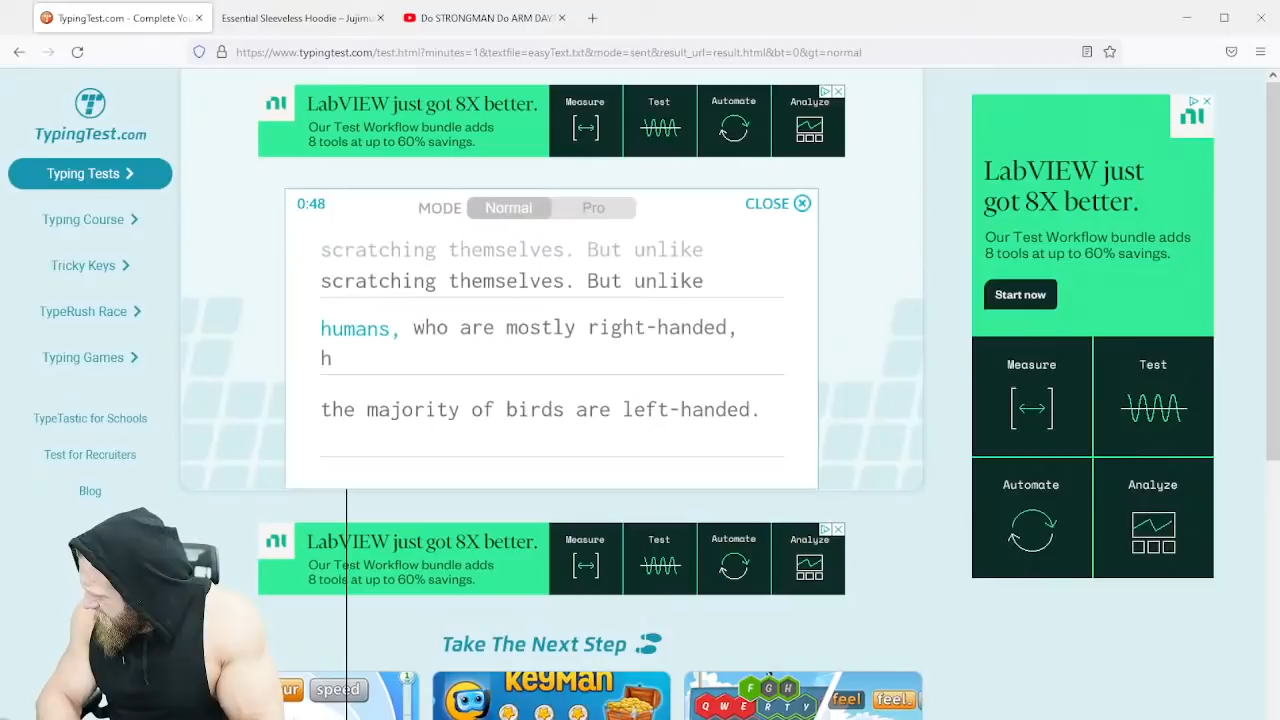 TypingTest.com - Complete You
Essential Sleeveless Hoodie – Jujimu
Do STRONGMAN Do ARM DAY
https://www.typingtest.com/test.html?minutes=1&textfile=easyText.txt&mode=sent&result_url=result.html&bt=0&gt=normal
TypingTest.com
Typing Tests
Typing Course
Tricky Keys
TypeRush Race
Typing Games
TypeTastic for Schools
Test for Recruiters
Blog
ni
LabVIEW just got 8X better.
Our Test Workflow bundle adds
8 tools at up to 60% savings.
Measure
Test
Automate
Analyze
0:48
MODE
Normal
Pro
CLOSE
scratching themselves. But unlike
scratching themselves. But unlike
humans, who are mostly right-handed,
h
the majority of birds are left-handed.
ni
LabVIEW just got 8X better.
Our Test Workflow bundle adds
8 tools at up to 60% savings.
Measure
Test
Automate
Analyze
Take The Next Step
ur
speed
1
KeyMan
F G H
Q W E R T Y
feel
feel.
ni
LabVIEW just
got 8X better.
Our Test Workflow bundle adds
8 tools at up to 60% savings.
Start now
Measure
Test
Automate
Analyze